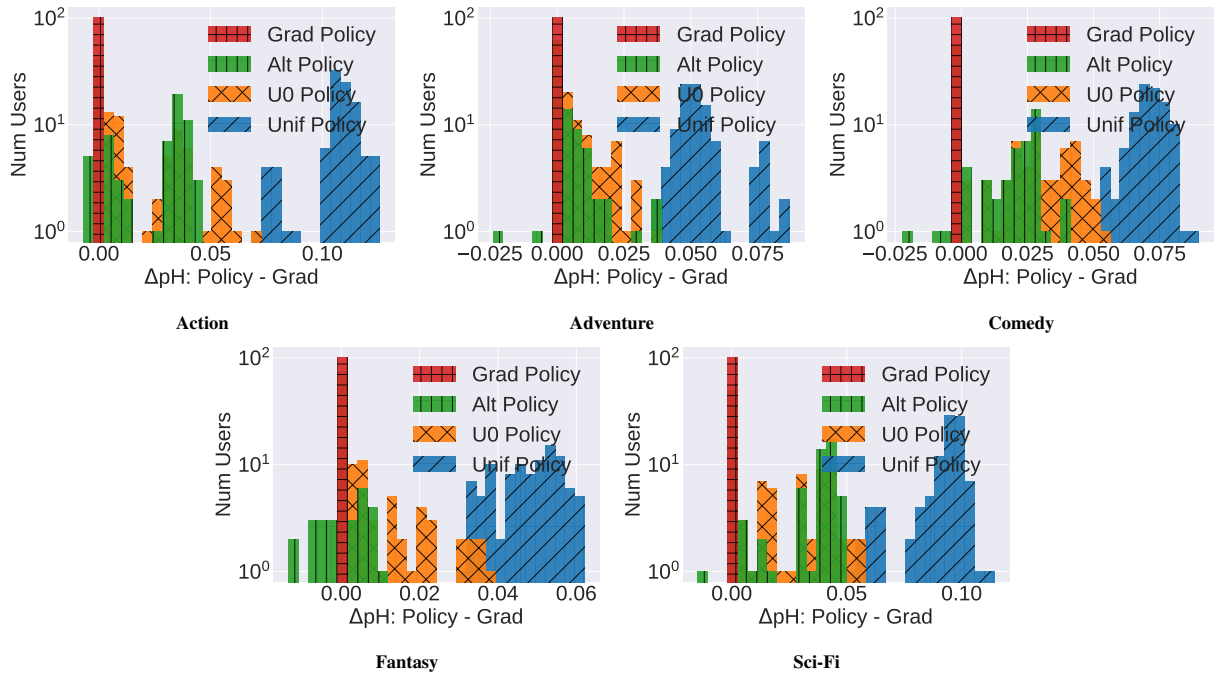 10²
10¹
10⁰
Num Users
Grad Policy
Alt Policy
U0 Policy
Unif Policy
0.00
0.05
0.10
ΔpH: Policy - Grad
Action
10²
10¹
10⁰
Num Users
Grad Policy
Alt Policy
U0 Policy
Unif Policy
−0.025
0.000
0.025
0.050
0.075
ΔpH: Policy - Grad
Adventure
10²
10¹
10⁰
Num Users
Grad Policy
Alt Policy
U0 Policy
Unif Policy
−0.025
0.000
0.025
0.050
0.075
ΔpH: Policy - Grad
Comedy
10²
10¹
10⁰
Num Users
Grad Policy
Alt Policy
U0 Policy
Unif Policy
0.00
0.02
0.04
0.06
ΔpH: Policy - Grad
Fantasy
10²
10¹
10⁰
Num Users
Grad Policy
Alt Policy
U0 Policy
Unif Policy
0.00
0.05
0.10
ΔpH: Policy - Grad
Sci-Fi